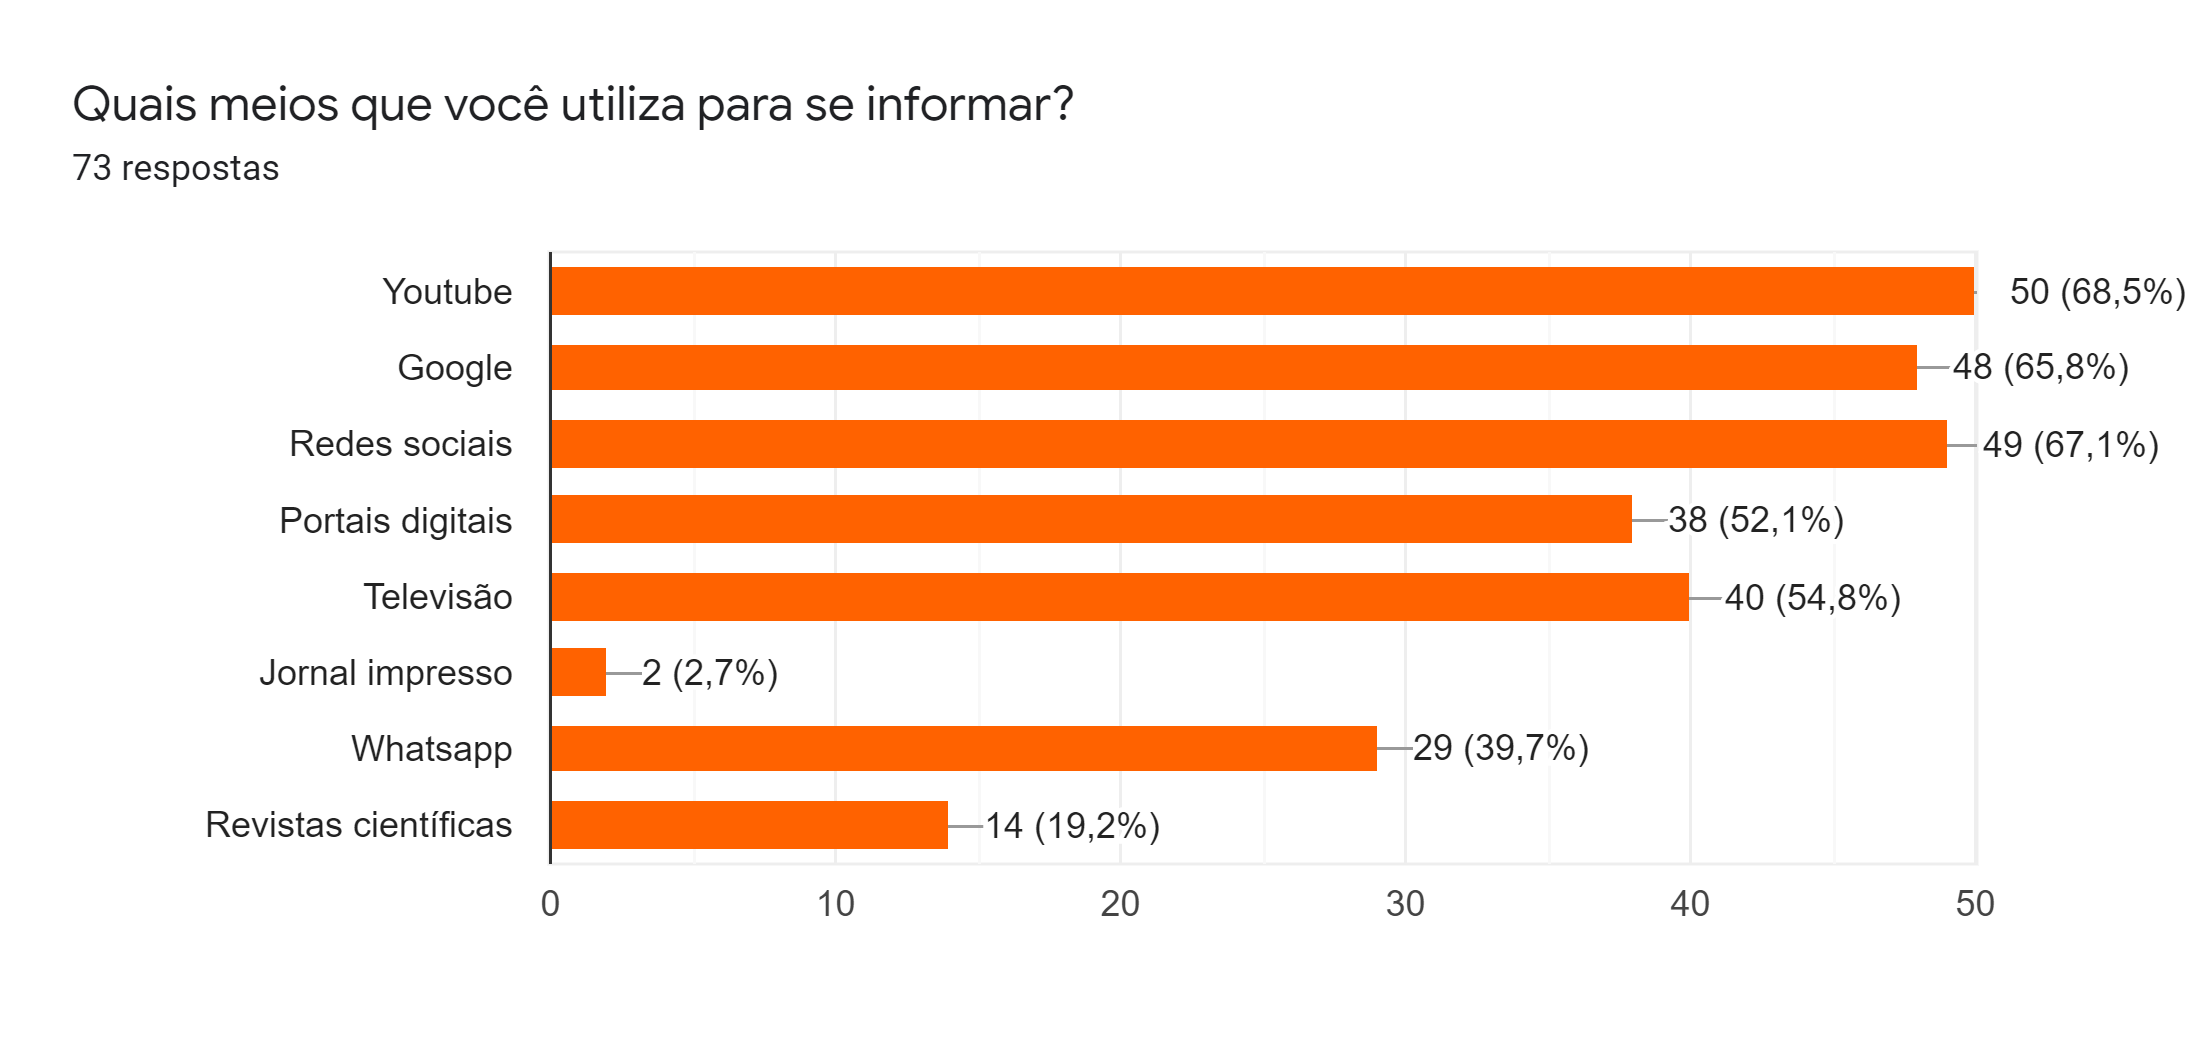 Quais meios que você utiliza para se informar?
73 respostas
Youtube 50 (68,5%)
Google 48 (65,8%)
Redes sociais 49 (67,1%)
Portais digitais 38 (52,1%)
Televisão 40 (54,8%)
Jornal impresso 2 (2,7%)
Whatsapp 29 (39,7%)
Revistas científicas 14 (19,2%)
0 10 20 30 40 50